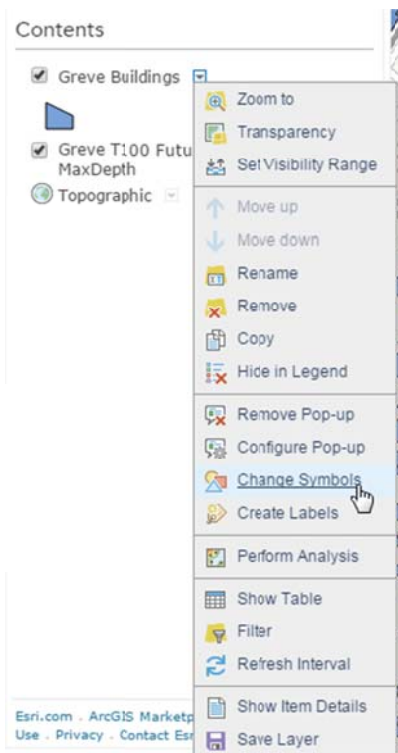 Contents
Greve Buildings
Greve T100 Futu
MaxDepth
Topographic
Zoom to
Transparency
Set Visibility Range
Move up
Move down
Rename
Remove
Copy
Hide in Legend
Remove Pop-up
Configure Pop-up
Change Symbols
Create Labels
Perform Analysis
Show Table
Filter
Refresh Interval
Show Item Details
Save Layer
Esri.com . ArcGIS Marketp
Use . Privacy . Contact Esr